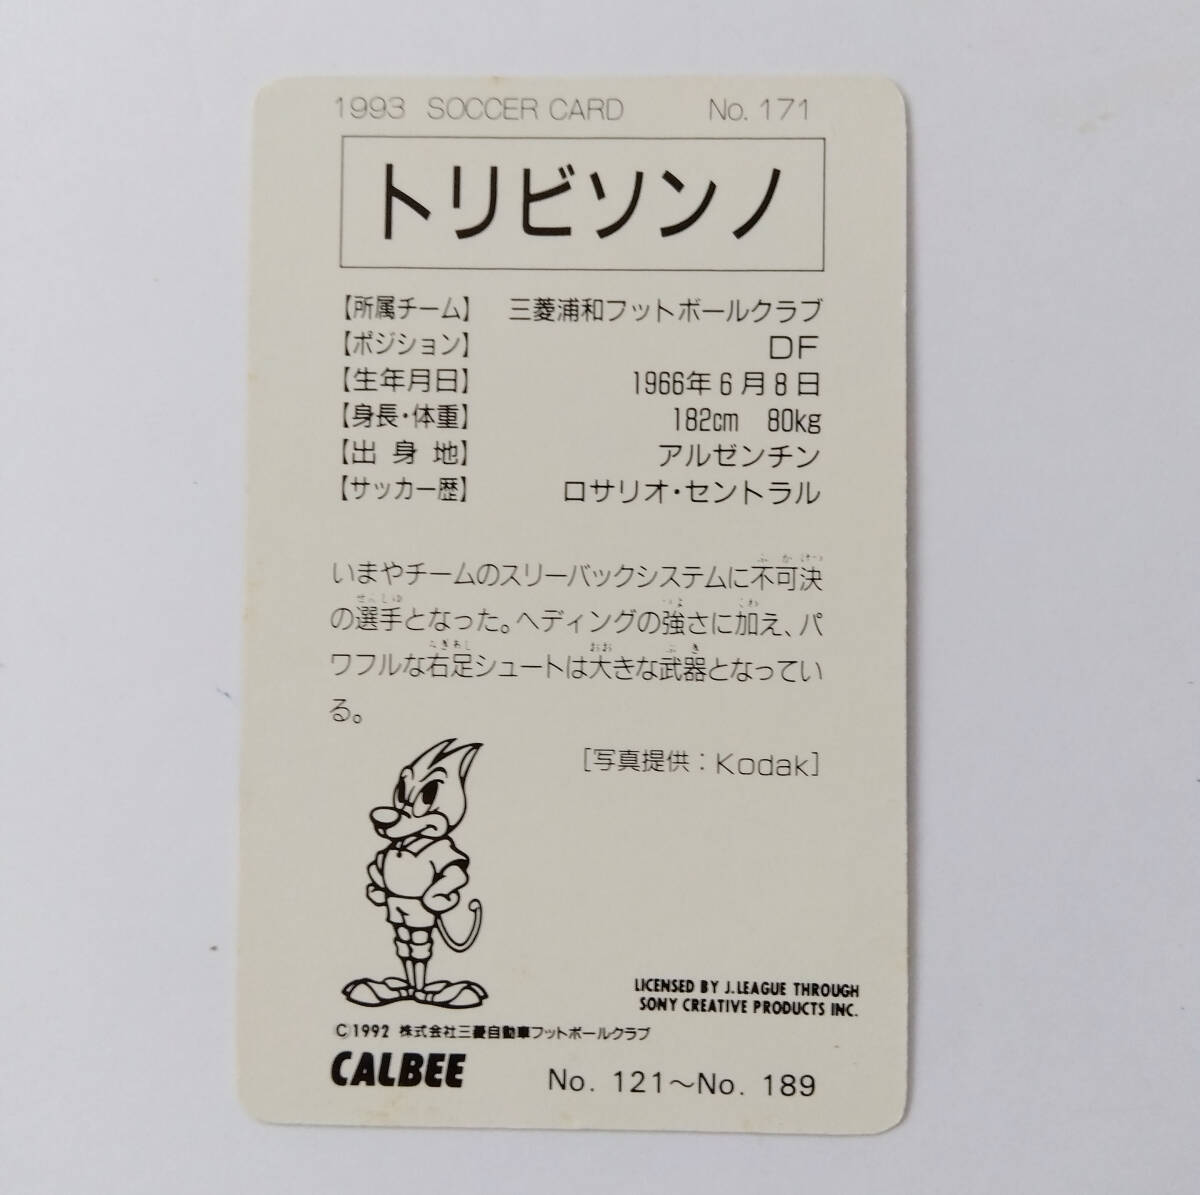 1993 SOCCER CARD No. 171
トリビソンノ
【所属チーム】 三菱浦和フットボールクラブ
【ポジション】 DF
【生年月日】 1966年6月8日
【身長・体重】 182cm 80kg
【出身地】 アルゼンチン
【サッカー歴】 ロサリオ・セントラル
いまやチームのスリーバックシステムに不可決
の選手となった。ヘディングの強さに加え、パ
ワフルな右足シュートは大きな武器となってい
る。
[写真提供：Kodak]
LICENSED BY J.LEAGUE THROUGH
SONY CREATIVE PRODUCTS INC.
©1992 株式会社三菱自動車フットボールクラブ
CALBEE No. 121〜No. 189